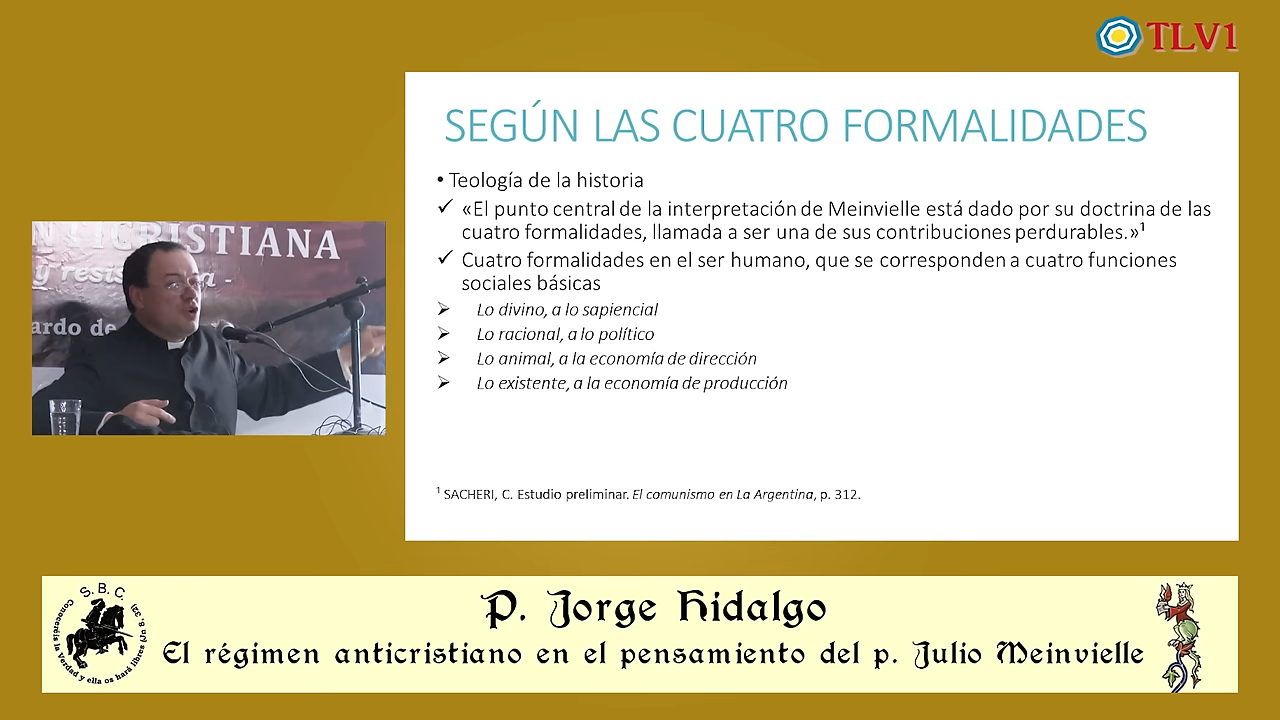 TLV1
SEGÚN LAS CUATRO FORMALIDADES
• Teología de la historia
✓ «El punto central de la interpretación de Meinvielle está dado por su doctrina de las
cuatro formalidades, llamada a ser una de sus contribuciones perdurables.»¹
✓ Cuatro formalidades en el ser humano, que se corresponden a cuatro funciones
sociales básicas
➢ Lo divino, a lo sapiencial
➢ Lo racional, a lo político
➢ Lo animal, a la economía de dirección
➢ Lo existente, a la economía de producción
¹ SACHERI, C. Estudio preliminar. El comunismo en La Argentina, p. 312.
NTICRISTIANA
y resis a -
ardo de
S. B. C.
Conoceréis la Verdad y ella os hará libres (Jn 8, 32)
P. Jorge Hidalgo
El régimen anticristiano en el pensamiento del p. Julio Meinvielle